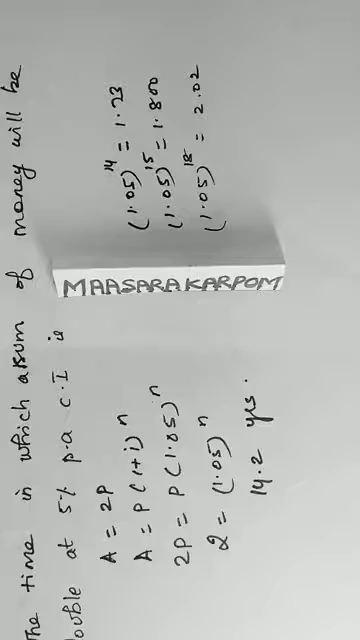 The time in which a sum of money will be
double at 5% p.a C.I is
A = 2P
A = P(1+i)^n
2P = P(1.05)^n
2 = (1.05)^n
14.2 yrs.
MAASARAKARPOM
(1.05)^14 = 1.93
(1.05)^15 = 1.800
(1.05)^18 = 2.02